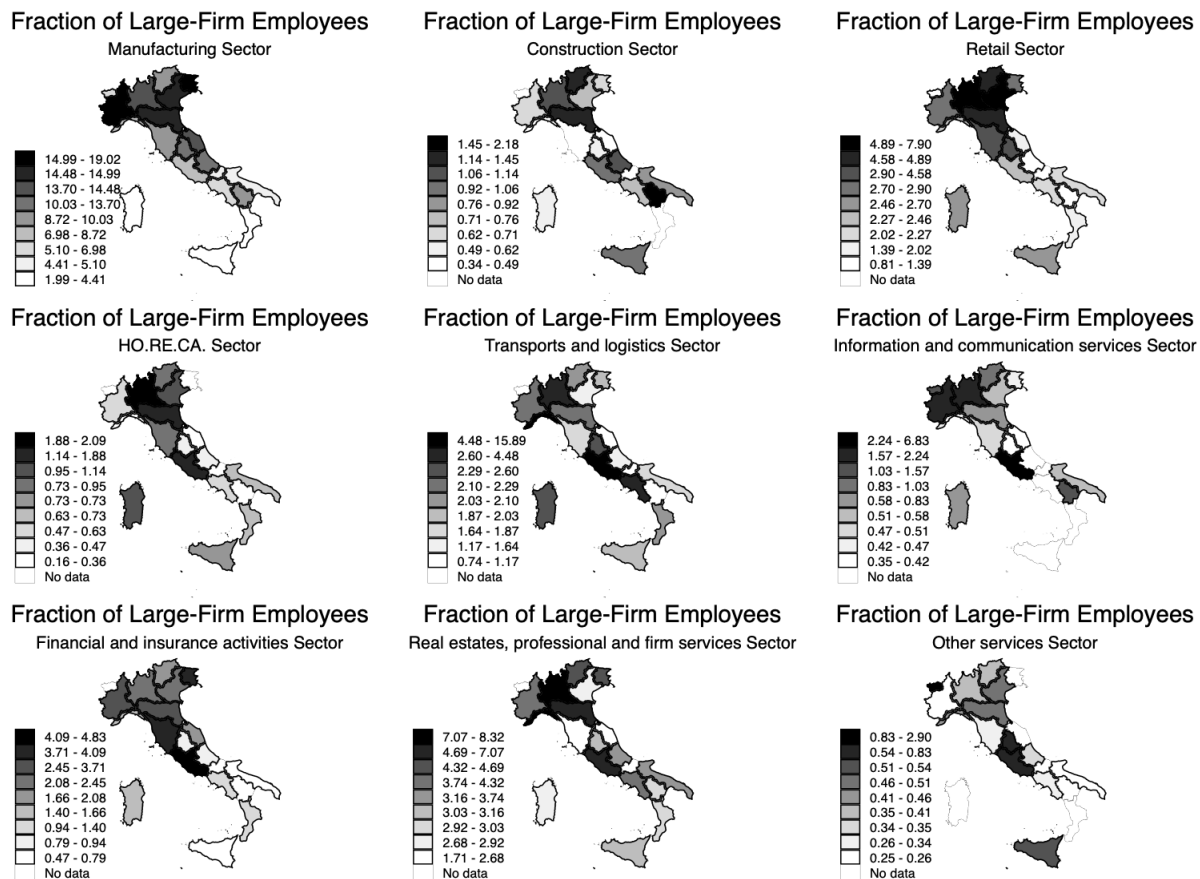 Fraction of Large-Firm Employees
Manufacturing Sector
14.99 - 19.02
14.48 - 14.99
13.70 - 14.48
10.03 - 13.70
8.72 - 10.03
6.98 - 8.72
5.10 - 6.98
4.41 - 5.10
1.99 - 4.41
Fraction of Large-Firm Employees
Construction Sector
1.45 - 2.18
1.14 - 1.45
1.06 - 1.14
0.92 - 1.06
0.76 - 0.92
0.71 - 0.76
0.62 - 0.71
0.49 - 0.62
0.34 - 0.49
No data
Fraction of Large-Firm Employees
Retail Sector
4.89 - 7.90
4.58 - 4.89
2.90 - 4.58
2.70 - 2.90
2.46 - 2.70
2.27 - 2.46
2.02 - 2.27
1.39 - 2.02
0.81 - 1.39
No data
Fraction of Large-Firm Employees
HO.RE.CA. Sector
1.88 - 2.09
1.14 - 1.88
0.95 - 1.14
0.73 - 0.95
0.73 - 0.73
0.63 - 0.73
0.47 - 0.63
0.36 - 0.47
0.16 - 0.36
No data
Fraction of Large-Firm Employees
Transports and logistics Sector
4.48 - 15.89
2.60 - 4.48
2.29 - 2.60
2.10 - 2.29
2.03 - 2.10
1.87 - 2.03
1.64 - 1.87
1.17 - 1.64
0.74 - 1.17
No data
Fraction of Large-Firm Employees
Information and communication services Sector
2.24 - 6.83
1.57 - 2.24
1.03 - 1.57
0.83 - 1.03
0.58 - 0.83
0.51 - 0.58
0.47 - 0.51
0.42 - 0.47
0.35 - 0.42
No data
Fraction of Large-Firm Employees
Financial and insurance activities Sector
4.09 - 4.83
3.71 - 4.09
2.45 - 3.71
2.08 - 2.45
1.66 - 2.08
1.40 - 1.66
0.94 - 1.40
0.79 - 0.94
0.47 - 0.79
No data
Fraction of Large-Firm Employees
Real estates, professional and firm services Sector
7.07 - 8.32
4.69 - 7.07
4.32 - 4.69
3.74 - 4.32
3.16 - 3.74
3.03 - 3.16
2.92 - 3.03
2.68 - 2.92
1.71 - 2.68
No data
Fraction of Large-Firm Employees
Other services Sector
0.83 - 2.90
0.54 - 0.83
0.51 - 0.54
0.46 - 0.51
0.41 - 0.46
0.35 - 0.41
0.34 - 0.35
0.26 - 0.34
0.25 - 0.26
No data